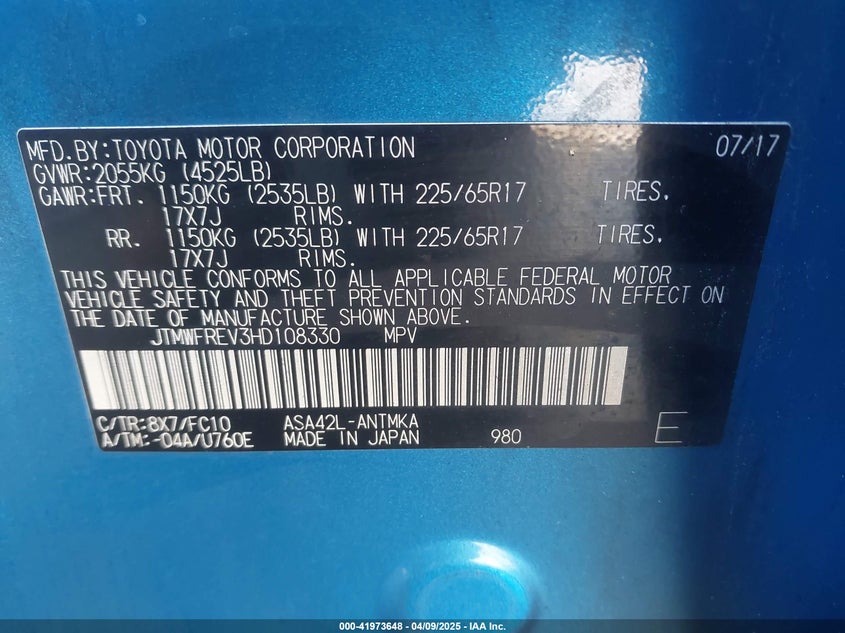 MFD.BY:TOYOTA MOTOR CORPORATION 07/17
GVWR:2055KG (4525LB)
GAWR:FRT. 1150KG (2535LB) WITH 225/65R17 TIRES.
17X7J RIMS.
RR. 1150KG (2535LB) WITH 225/65R17 TIRES.
17X7J RIMS.
THIS VEHICLE CONFORMS TO ALL APPLICABLE FEDERAL MOTOR
VEHICLE SAFETY AND THEFT PREVENTION STANDARDS IN EFFECT ON
THE DATE OF MANUFACTURE SHOWN ABOVE.
JTMWFREV3HD108330 MPV
C/TR:8X7/FC10 ASA42L-ANTMKA
A/TM:-04A/U760E MADE IN JAPAN 980 E
000-41973648 - 04/09/2025 - IAA Inc.